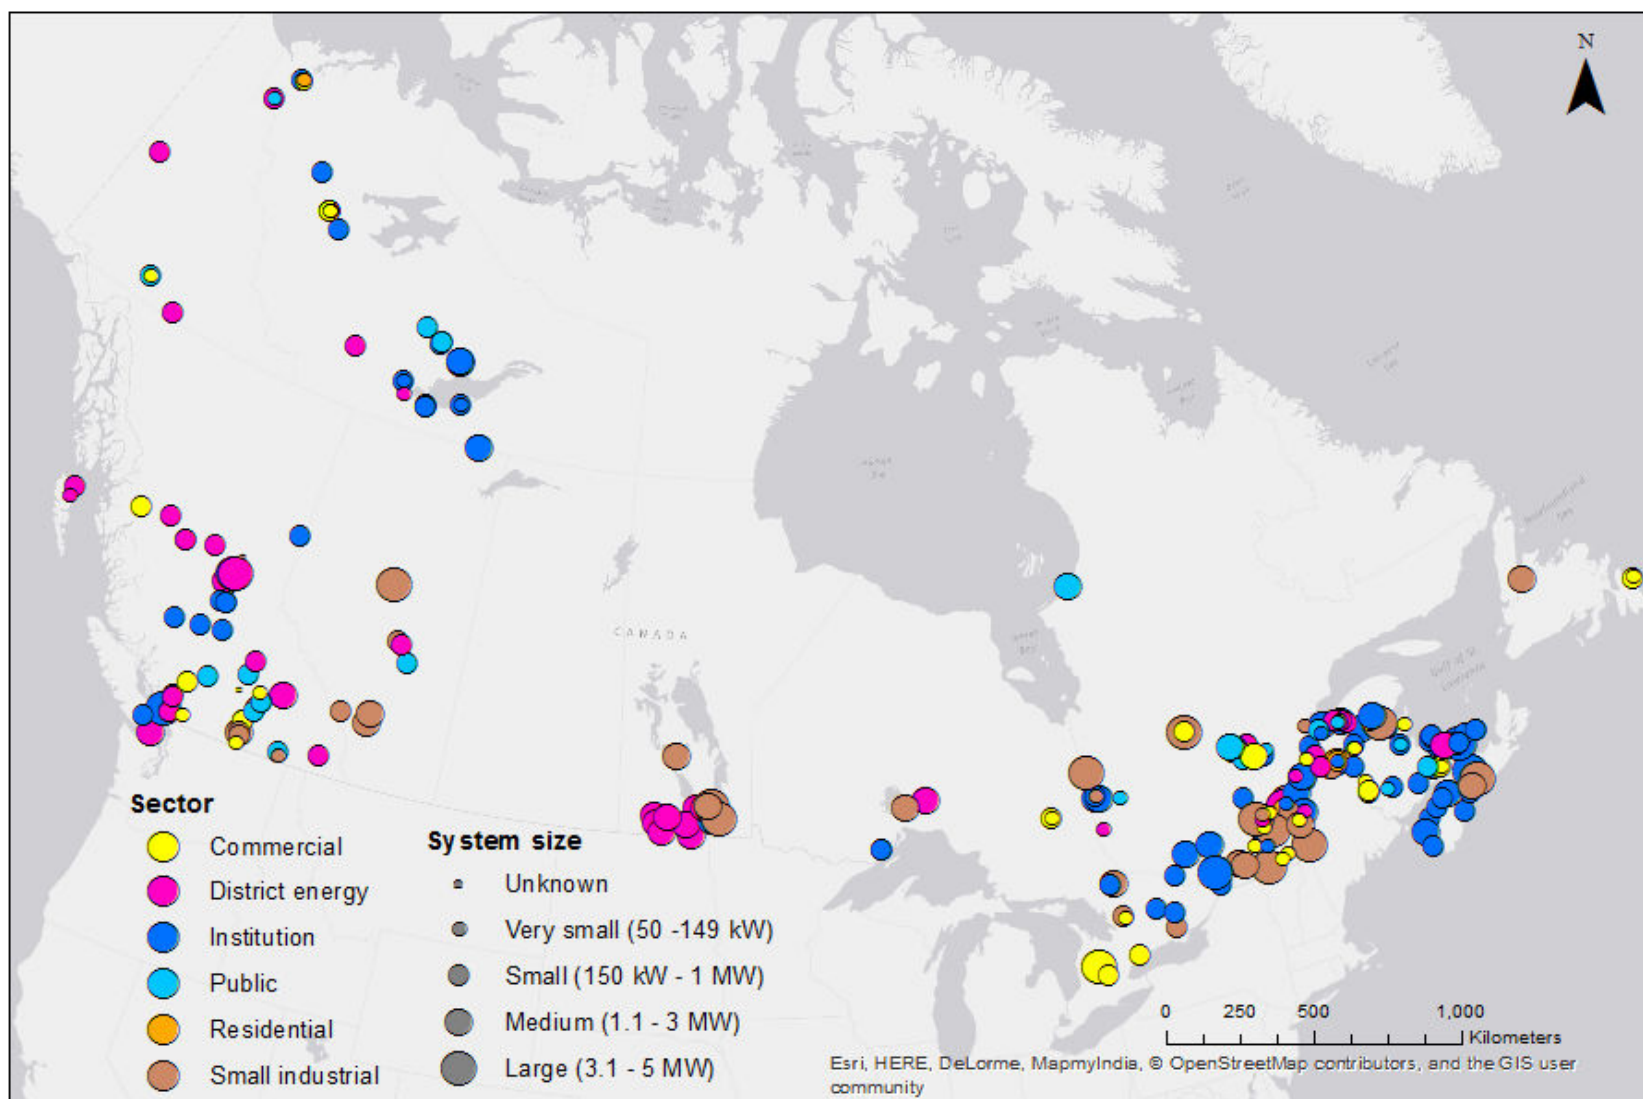 N
CANADA
Sector
Commercial
District energy
Institution
Public
Residential
Small industrial
System size
Unknown
Very small (50 -149 kW)
Small (150 kW - 1 MW)
Medium (1.1 - 3 MW)
Large (3.1 - 5 MW)
0 250 500 1,000
Kilometers
Esri, HERE, DeLorme, MapmyIndia, © OpenStreetMap contributors, and the GIS user
community